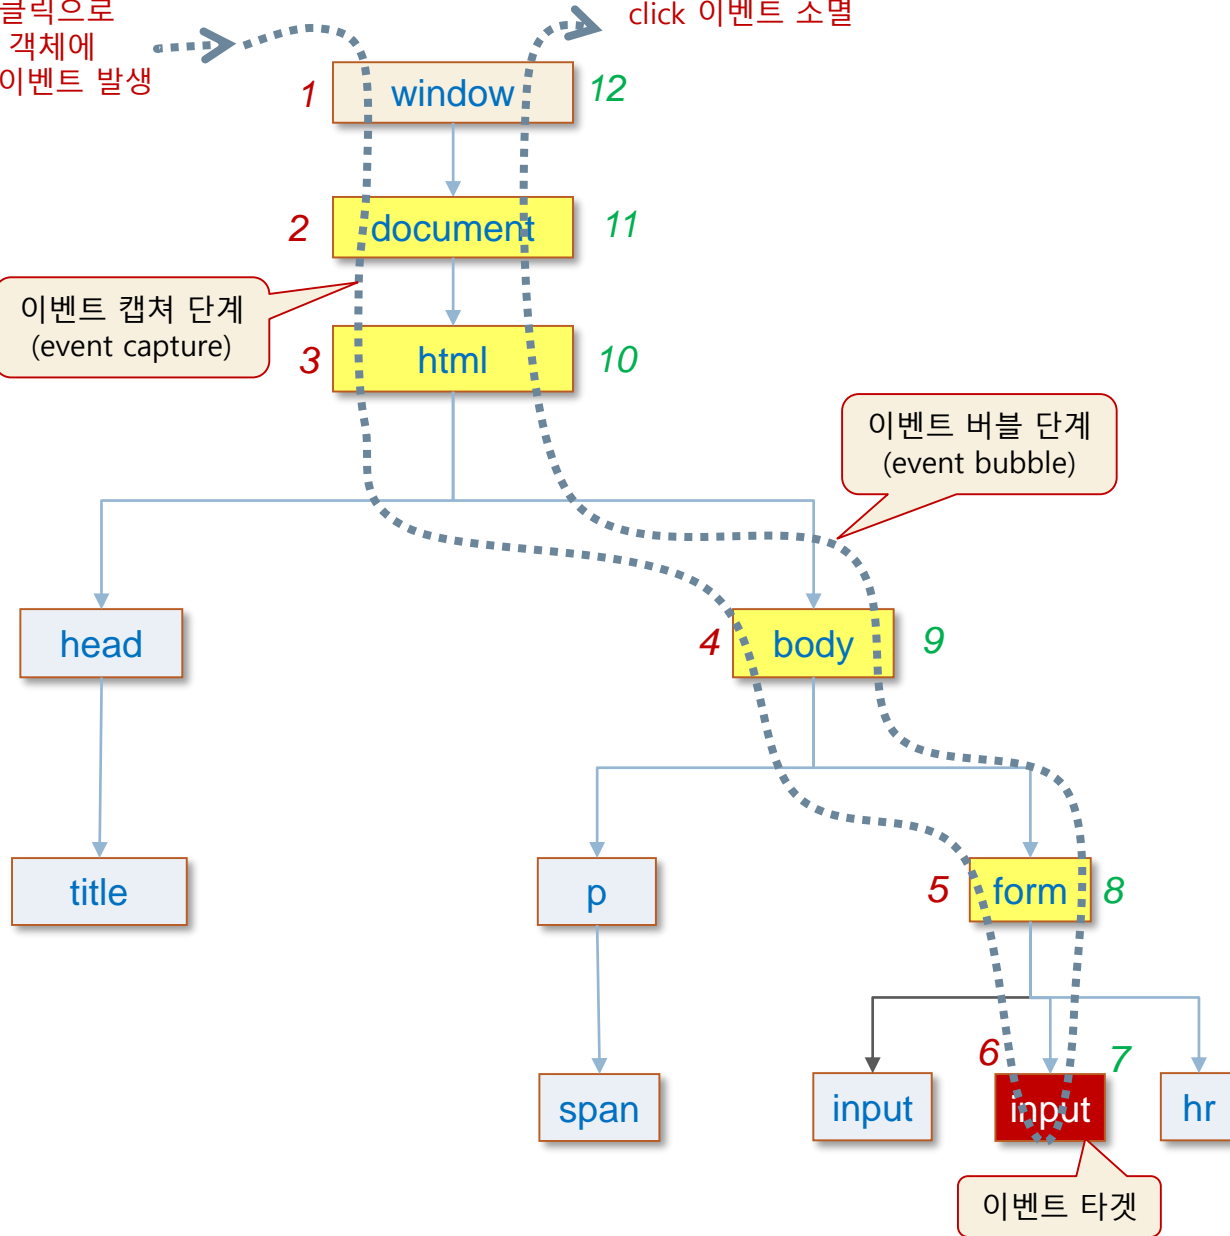 클릭으로
객체에
이벤트 발생
click 이벤트 소멸
1
window
12
2
document
11
이벤트 캡쳐 단계
(event capture)
3
html
10
이벤트 버블 단계
(event bubble)
head
4
body
9
title
p
5
form
8
6
7
span
input
input
hr
이벤트 타겟